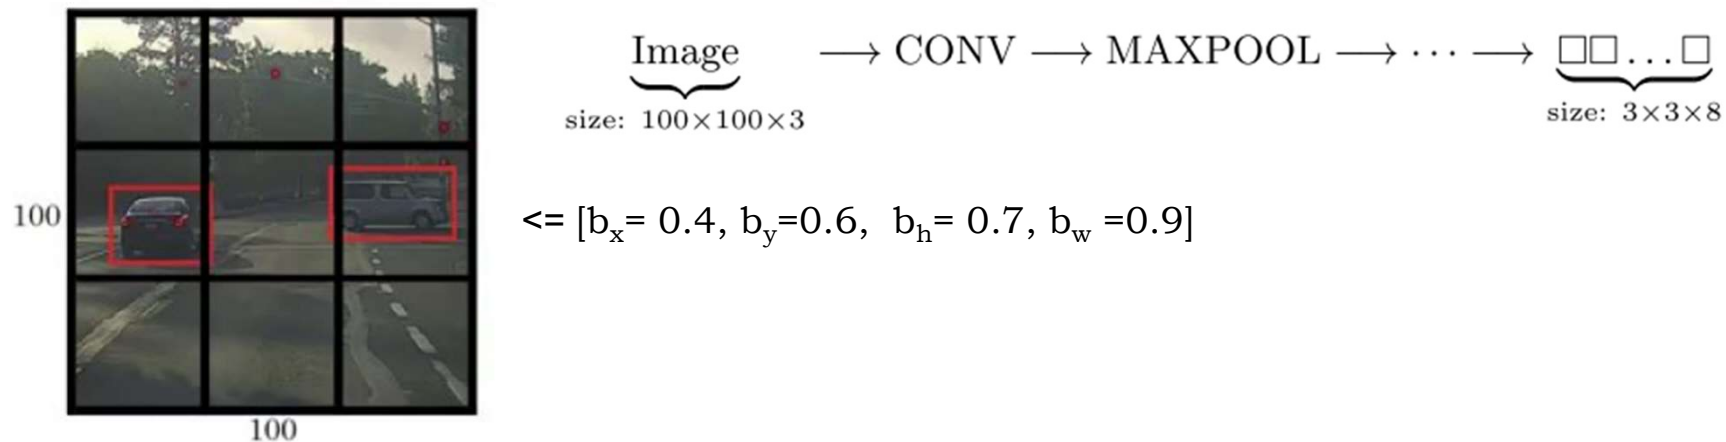 Image → CONV → MAXPOOL → ··· → □□...□
size: 100×100×3
size: 3×3×8
100
<= [bx= 0.4, by=0.6, bh= 0.7, bw =0.9]
100